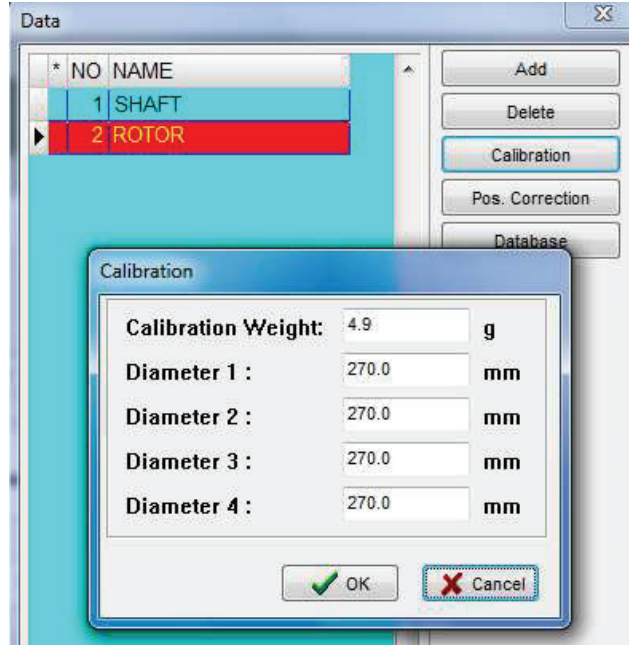 Data
* NO NAME
1 SHAFT
2 ROTOR
Add
Delete
Calibration
Pos. Correction
Database
Calibration
Calibration Weight: 4.9 g
Diameter 1 : 270.0 mm
Diameter 2 : 270.0 mm
Diameter 3 : 270.0 mm
Diameter 4 : 270.0 mm
OK
Cancel